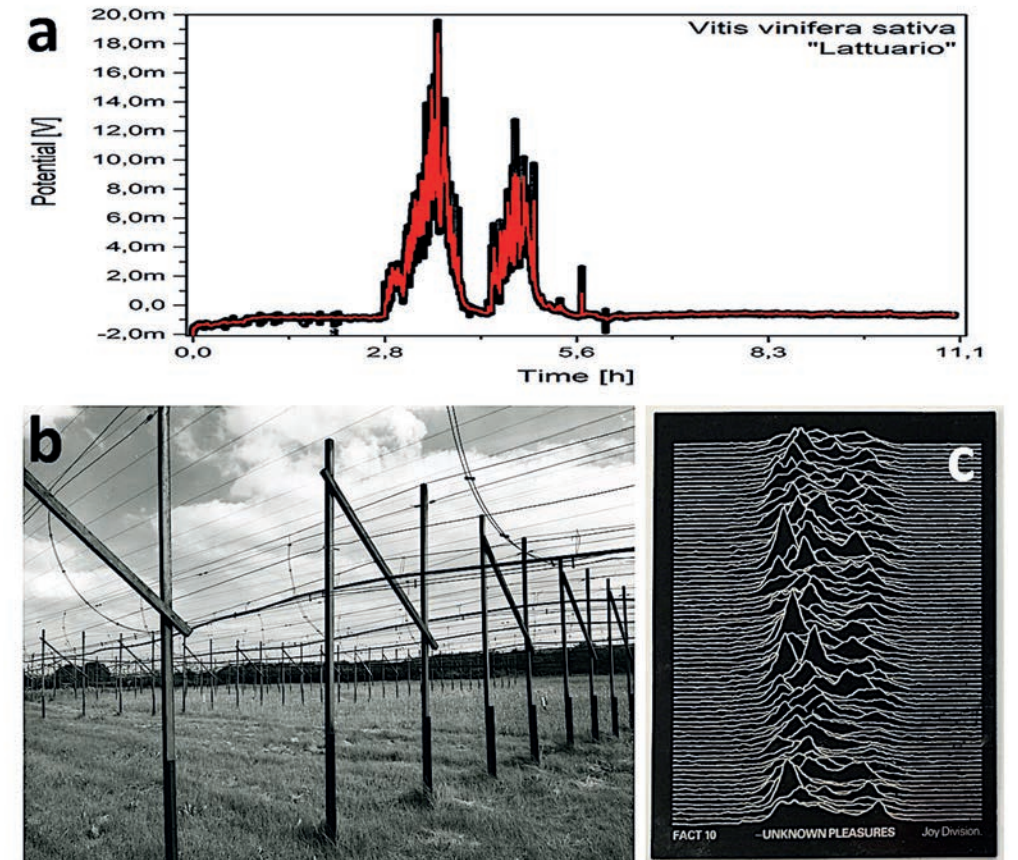 a
20,0m
18,0m
16,0m
14,0m
12,0m
10,0m
8,0m
6,0m
4,0m
2,0m
0,0
-2,0m
Potential [V]
Vitis vinifera sativa
"Lattuario"
0,0 2,8 5,6 8,3 11,1
Time [h]
b
c
FACT 10 –UNKNOWN PLEASURES Joy Division.